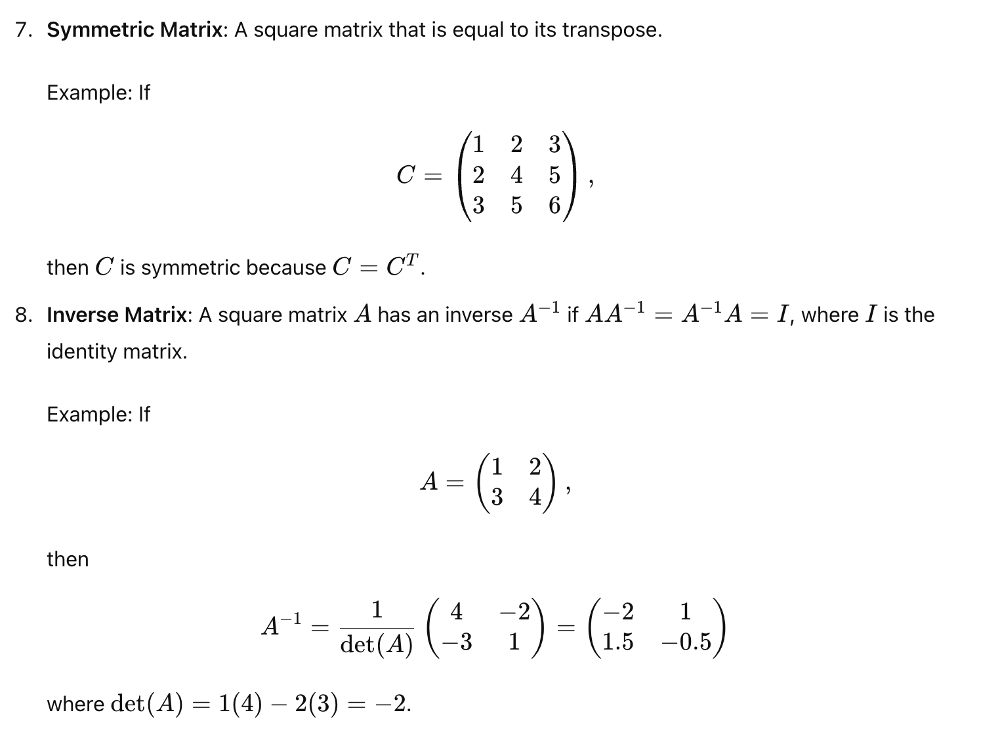 7. Symmetric Matrix: A square matrix that is equal to its transpose.
Example: If
C = \begin{pmatrix} 1 & 2 & 3 \\ 2 & 4 & 5 \\ 3 & 5 & 6 \end{pmatrix},
then C is symmetric because C = C^T.
8. Inverse Matrix: A square matrix A has an inverse A^{-1} if AA^{-1} = A^{-1}A = I, where I is the
identity matrix.
Example: If
A = \begin{pmatrix} 1 & 2 \\ 3 & 4 \end{pmatrix},
then
A^{-1} = \frac{1}{\det(A)} \begin{pmatrix} 4 & -2 \\ -3 & 1 \end{pmatrix} = \begin{pmatrix} -2 & 1 \\ 1.5 & -0.5 \end{pmatrix}
where det(A) = 1(4) − 2(3) = −2.